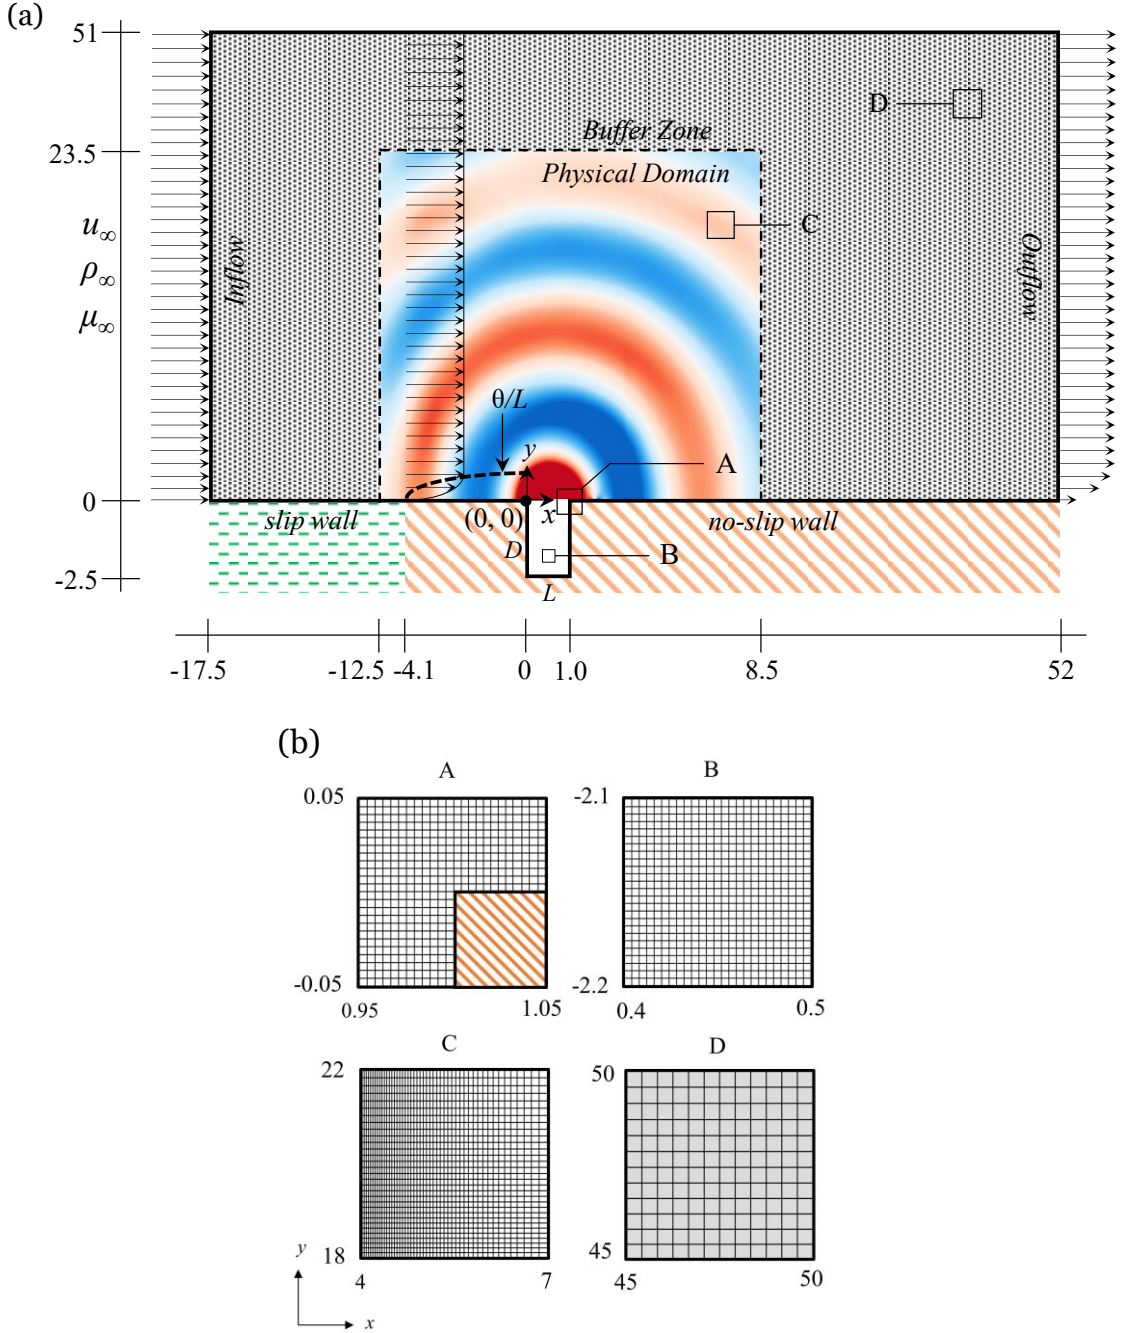 (a)
51
D
Buffer Zone
23.5
Physical Domain
u∞
C
ρ∞
Inflow
Outflow
μ∞
θ/L
y
A
0
slip wall
(0, 0)
x
no-slip wall
D
B
-2.5
L
-17.5 -12.5 -4.1 0 1.0 8.5 52
(b)
A B
0.05 -2.1
-0.05 -2.2
0.95 1.05 0.4 0.5
C D
22 50
18 45
4 7 45 50
y
x